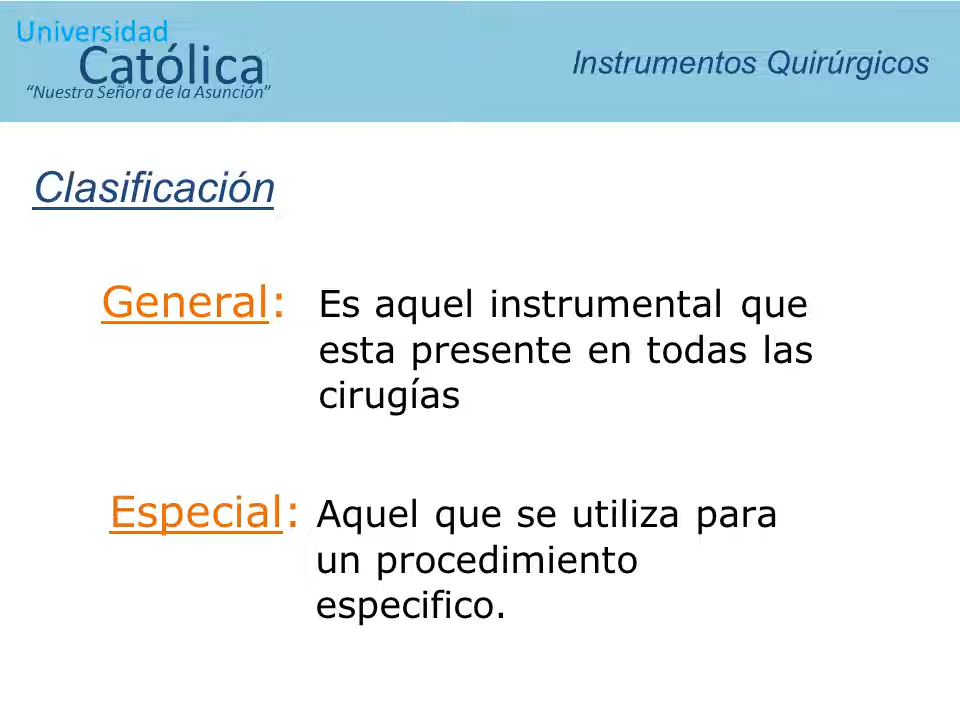 Universidad
Católica
“Nuestra Señora de la Asunción”
Instrumentos Quirúrgicos
Clasificación
General: Es aquel instrumental que
esta presente en todas las
cirugías
Especial: Aquel que se utiliza para
un procedimiento
especifico.